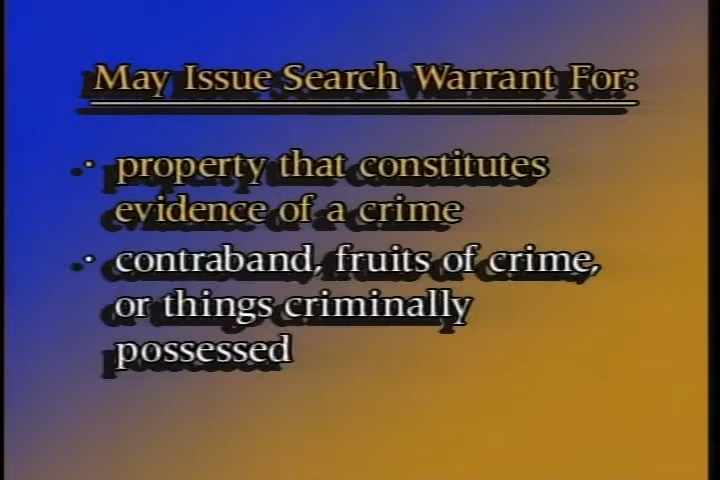 May Issue Search Warrant For:
· property that constitutes
evidence of a crime
· contraband, fruits of crime,
or things criminally
possessed